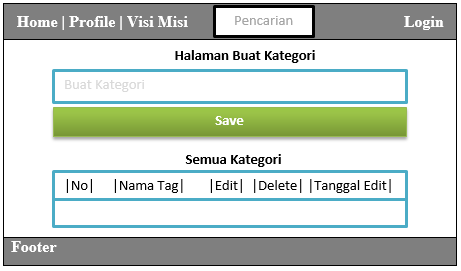 Home | Profile | Visi Misi Pencarian Login
Halaman Buat Kategori
Buat Kategori
Save
Semua Kategori
|No| |Nama Tag| |Edit| |Delete| |Tanggal Edit|
Footer